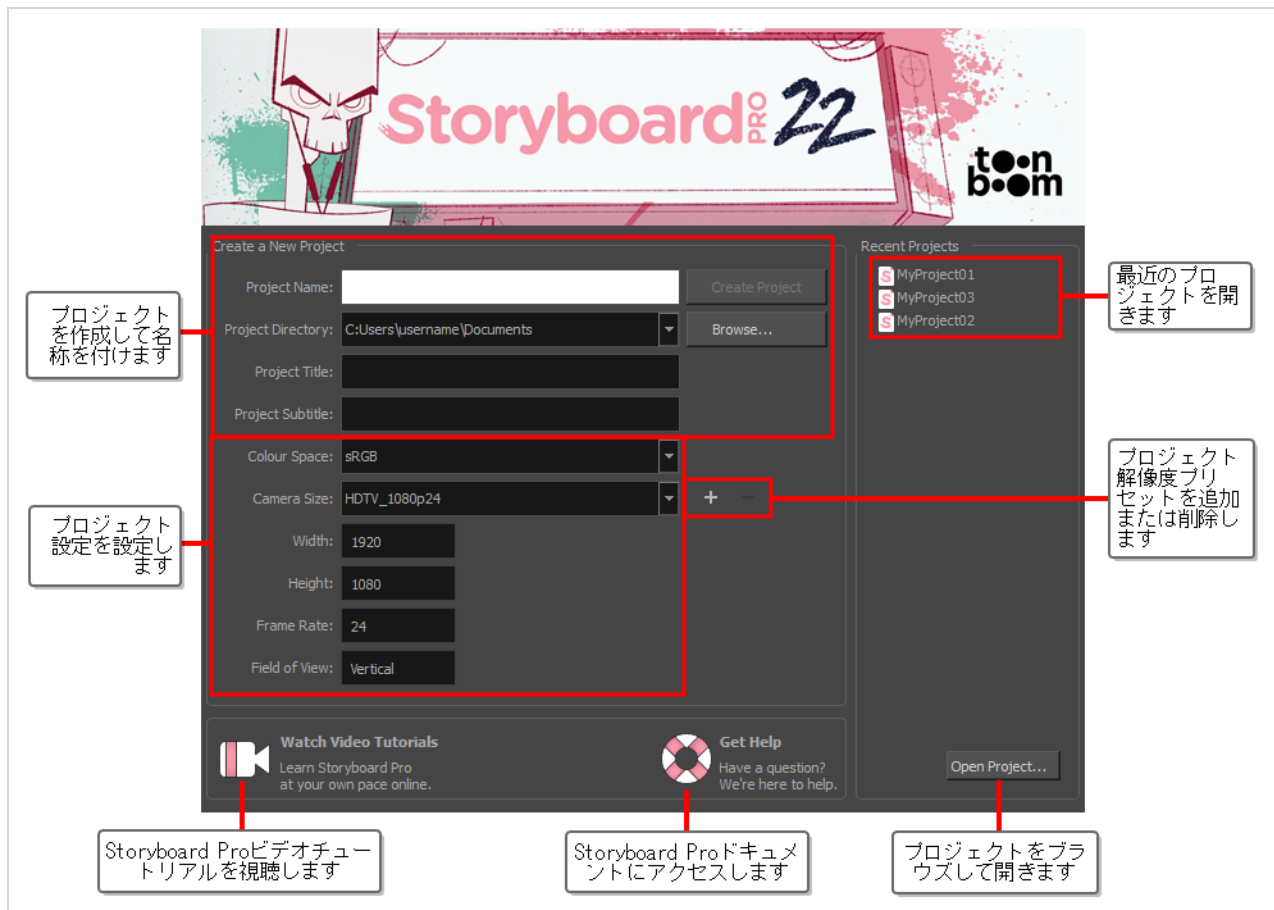 Storyboard PRO 22
toon
boom
Create a New Project
Project Name:
Create Project
Project Directory: C:Users\username\Documents Browse...
Project Title:
Project Subtitle:
Colour Space: sRGB
Camera Size: HDTV_1080p24 + −
Width: 1920
Height: 1080
Frame Rate: 24
Field of View: Vertical
Recent Projects
MyProject01
MyProject03
MyProject02
Watch Video Tutorials
Learn Storyboard Pro
at your own pace online.
Get Help
Have a question?
We're here to help.
Open Project...
プロジェクト
を作成して名
称を付けます
プロジェクト
設定を設定し
ます
最近のプロ
ジェクトを開
きます
プロジェクト
解像度プリ
セットを追加
または削除し
ます
Storyboard Proビデオチュー
トリアルを視聴します
Storyboard Proドキュメ
ントにアクセスします
プロジェクトをブラ
ウズして開きます